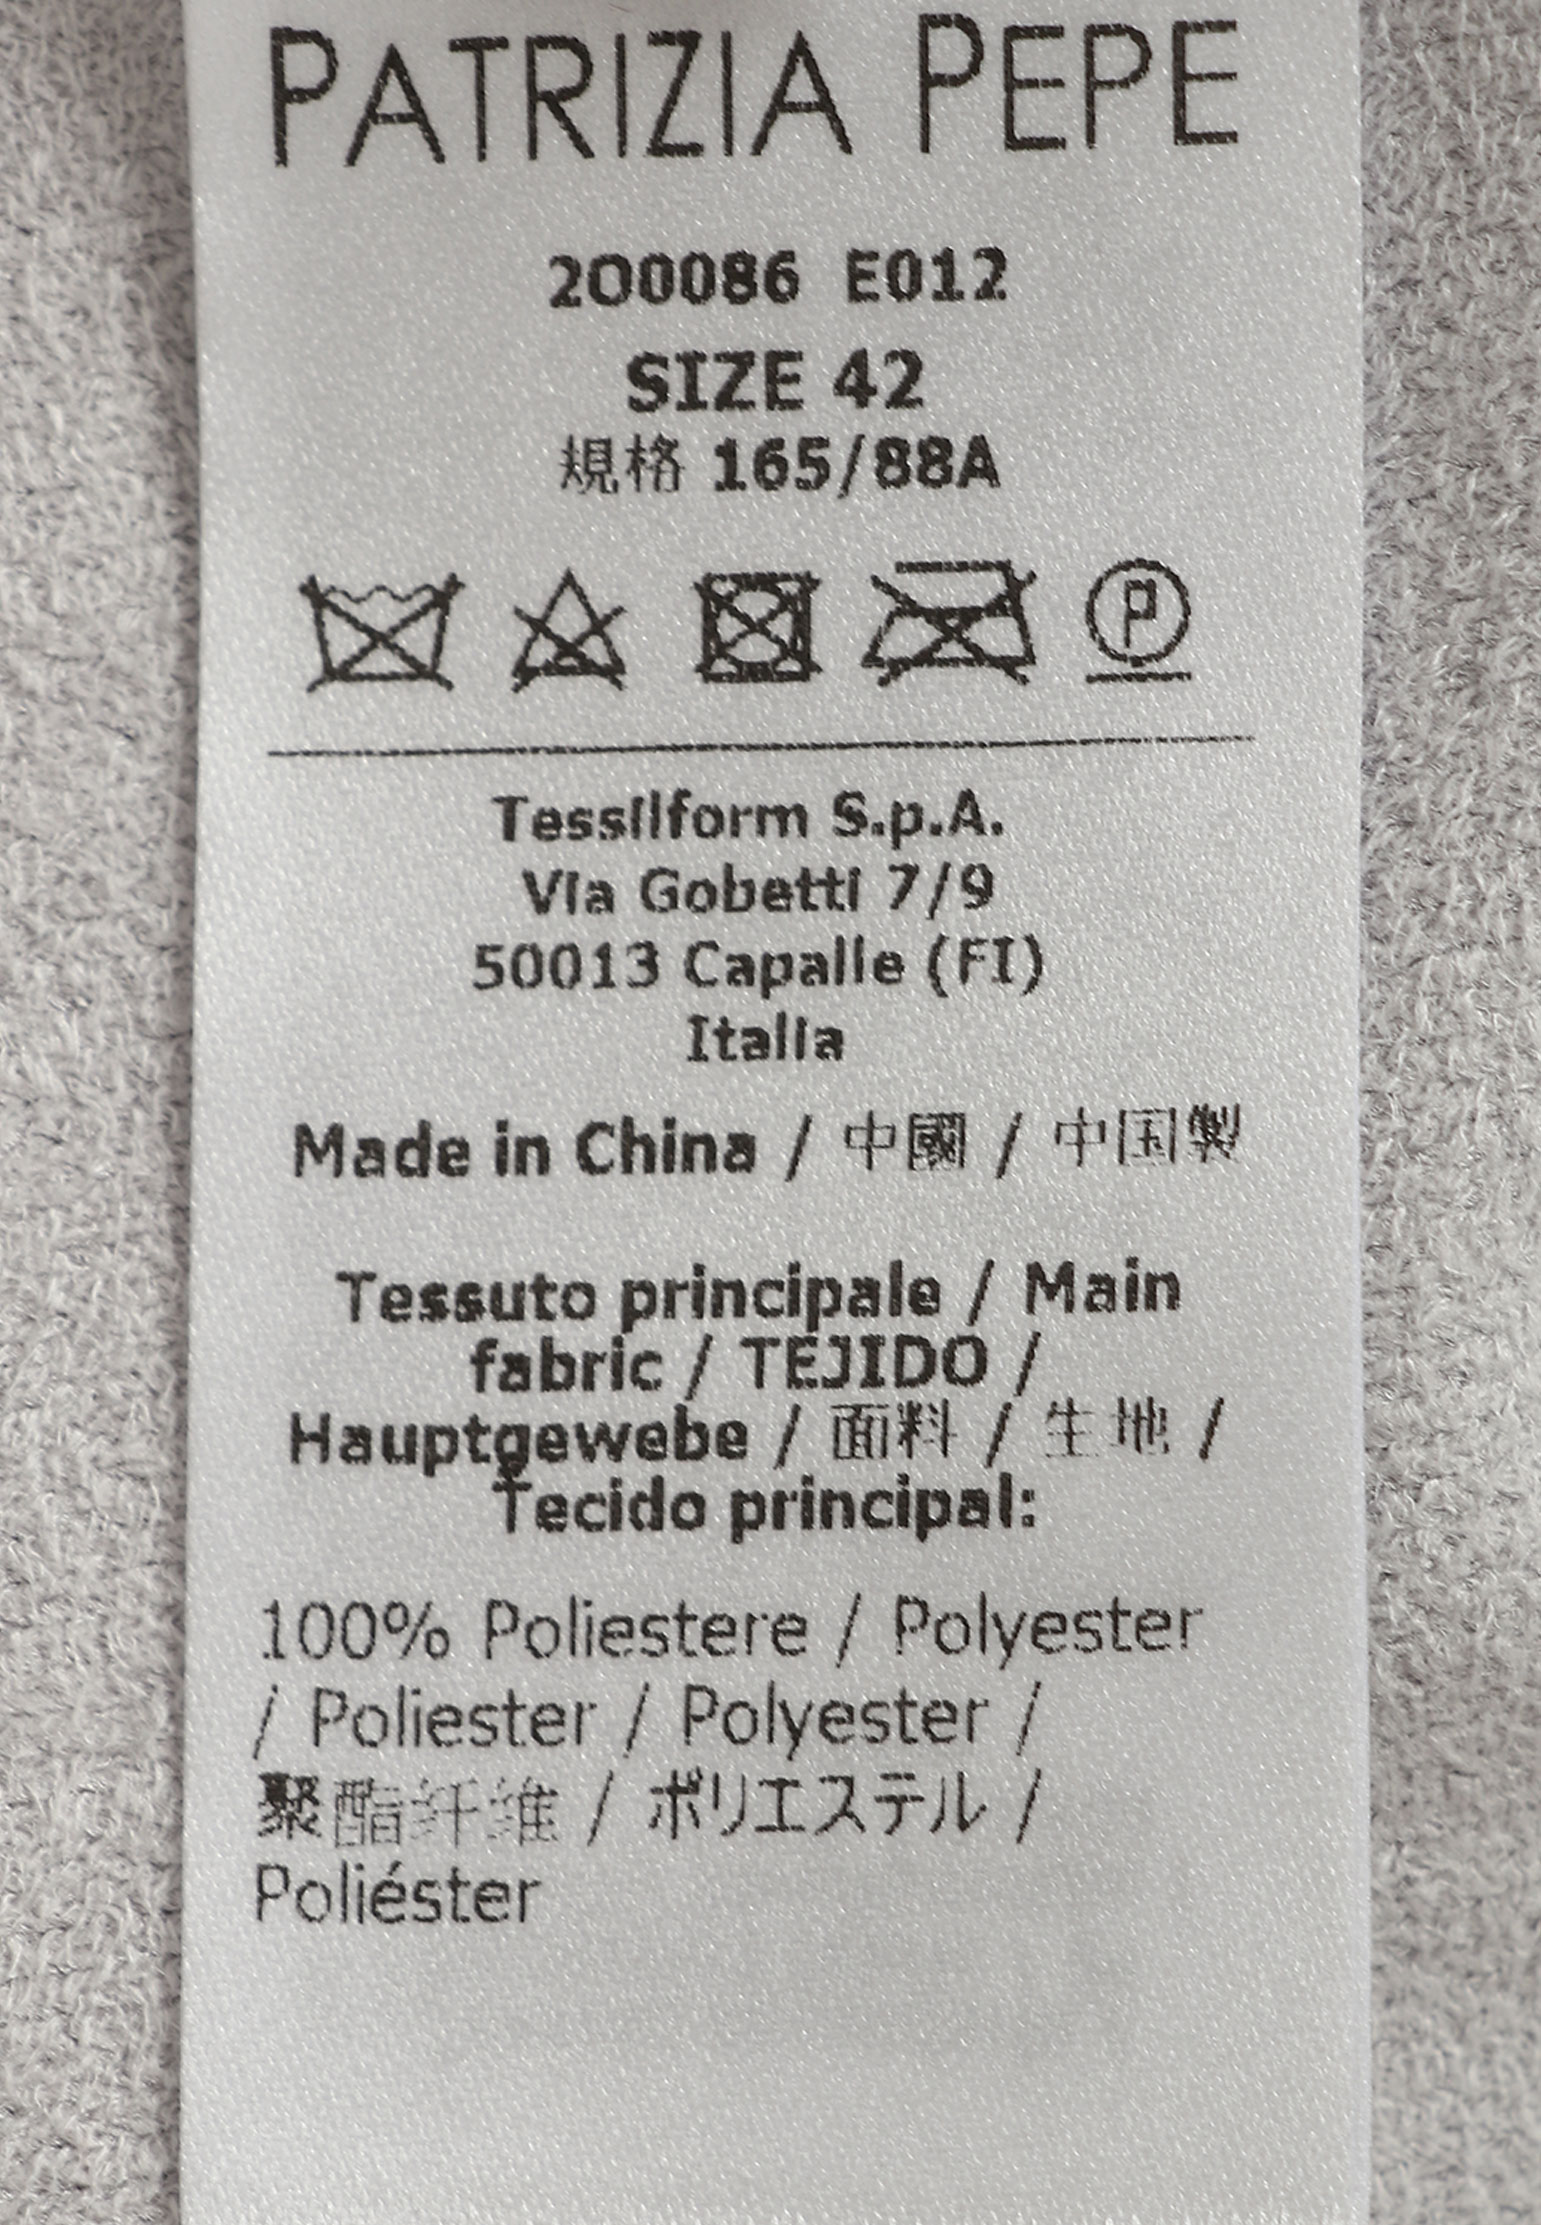 PATRIZIA PEPE
2O0086 E012
SIZE 42
規格 165/88A
P
Tessilform S.p.A.
Via Gobetti 7/9
50013 Capalle (FI)
Italia
Made in China / 中國 / 中国製
Tessuto principale / Main
fabric / TEJIDO /
Hauptgewebe / 面料 / 生地 /
Tecido principal:
100% Poliestere / Polyester
/ Poliester / Polyester /
聚酯纤维 / ポリエステル /
Poliéster